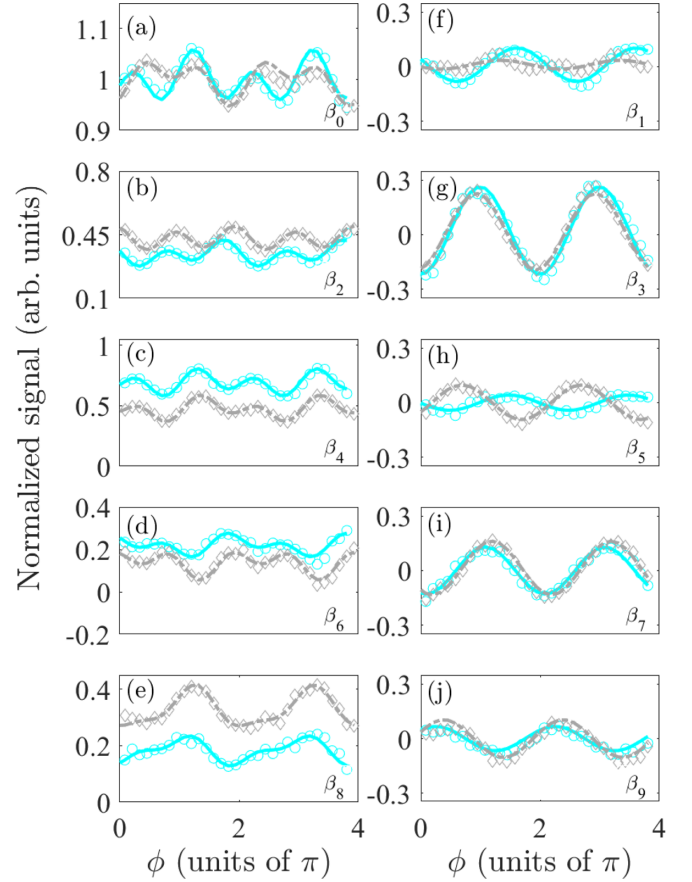 Normalized signal (arb. units)
(a)
1.1
1
0.9
β0
(f)
0.3
0
-0.3
β1
(b)
0.8
0.45
0.1
β2
(g)
0.3
0
-0.3
β3
(c)
1
0.5
0
β4
(h)
0.3
0
-0.3
β5
(d)
0.4
0.2
0
-0.2
β6
(i)
0.3
0
-0.3
β7
(e)
0.4
0.2
0
β8
0
2
4
ϕ (units of π)
(j)
0.3
0
-0.3
β9
0
2
4
ϕ (units of π)